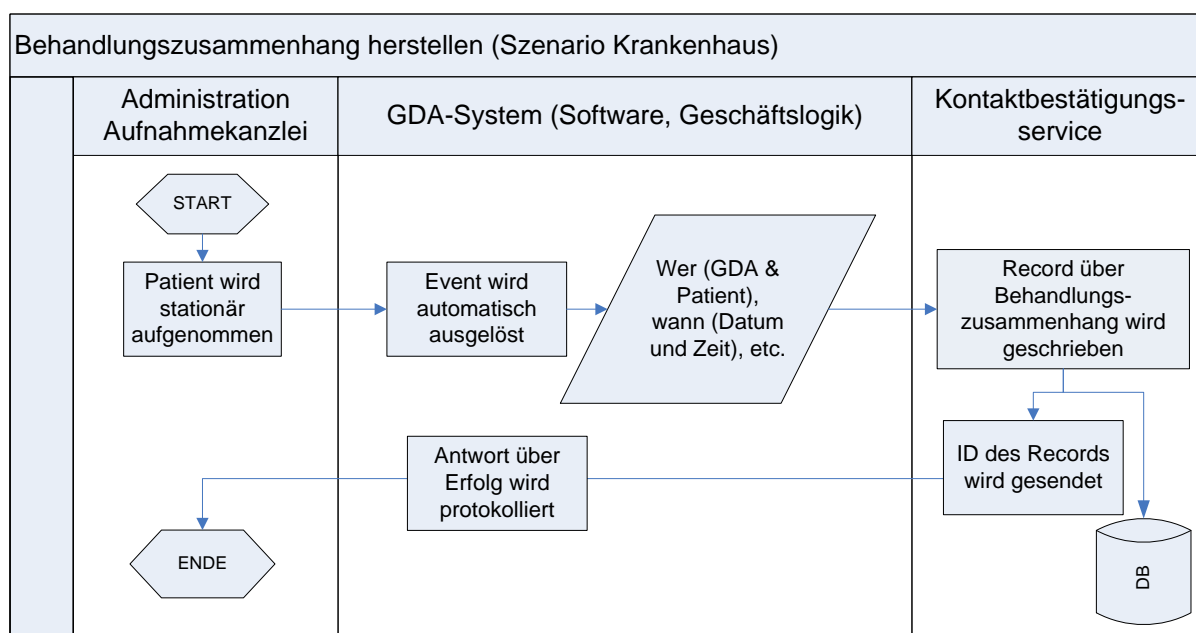 Behandlungszusammenhang herstellen (Szenario Krankenhaus)
Administration
Aufnahmekanzlei
GDA-System (Software, Geschäftslogik)
Kontaktbestätigungs-
service
START
Patient wird
stationär
aufgenommen
Event wird
automatisch
ausgelöst
Wer (GDA &
Patient),
wann (Datum
und Zeit), etc.
Record über
Behandlungs-
zusammenhang wird
geschrieben
ID des Records
wird gesendet
Antwort über
Erfolg wird
protokolliert
ENDE
DB